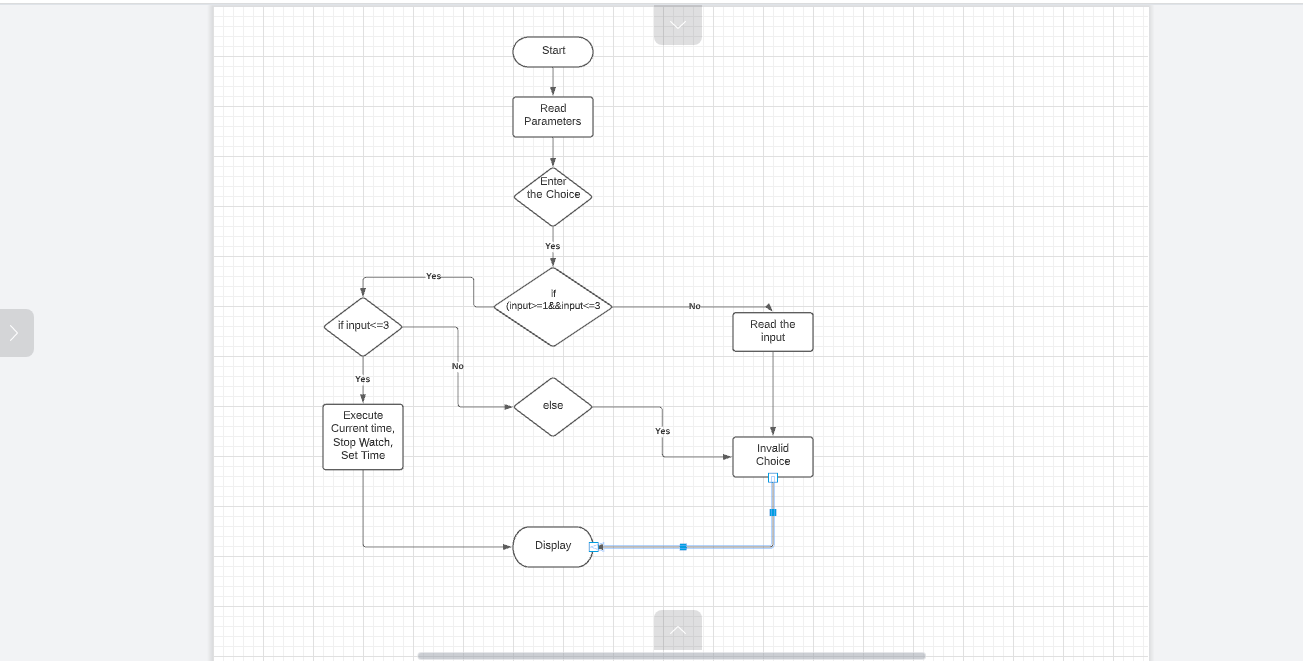 Start
Read
Parameters
Enter
the Choice
Yes
Yes
if
(input>=1&&input<=3
No
if input<=3
Read the
input
No
Yes
else
Execute
Current time,
Stop Watch,
Set Time
Yes
Invalid
Choice
Display